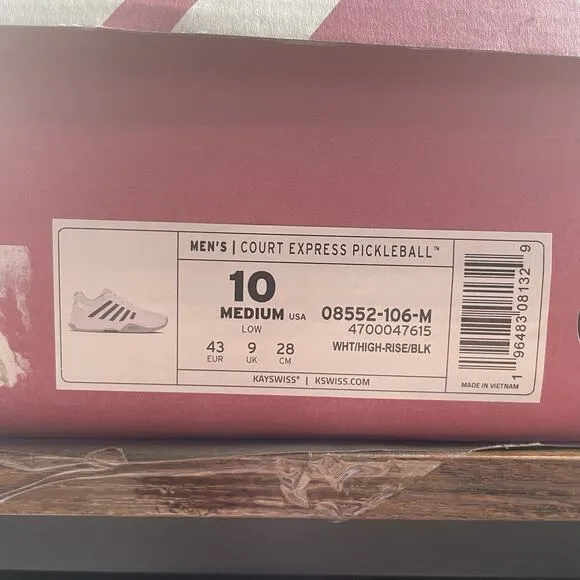 MEN'S | COURT EXPRESS PICKLEBALL™
10
MEDIUM USA
LOW
43 9 28
EUR UK CM
08552-106-M
4700047615
WHT/HIGH-RISE/BLK
KAYSWISS® | KSWISS.COM
1 96483 08132 9
MADE IN VIETNAM